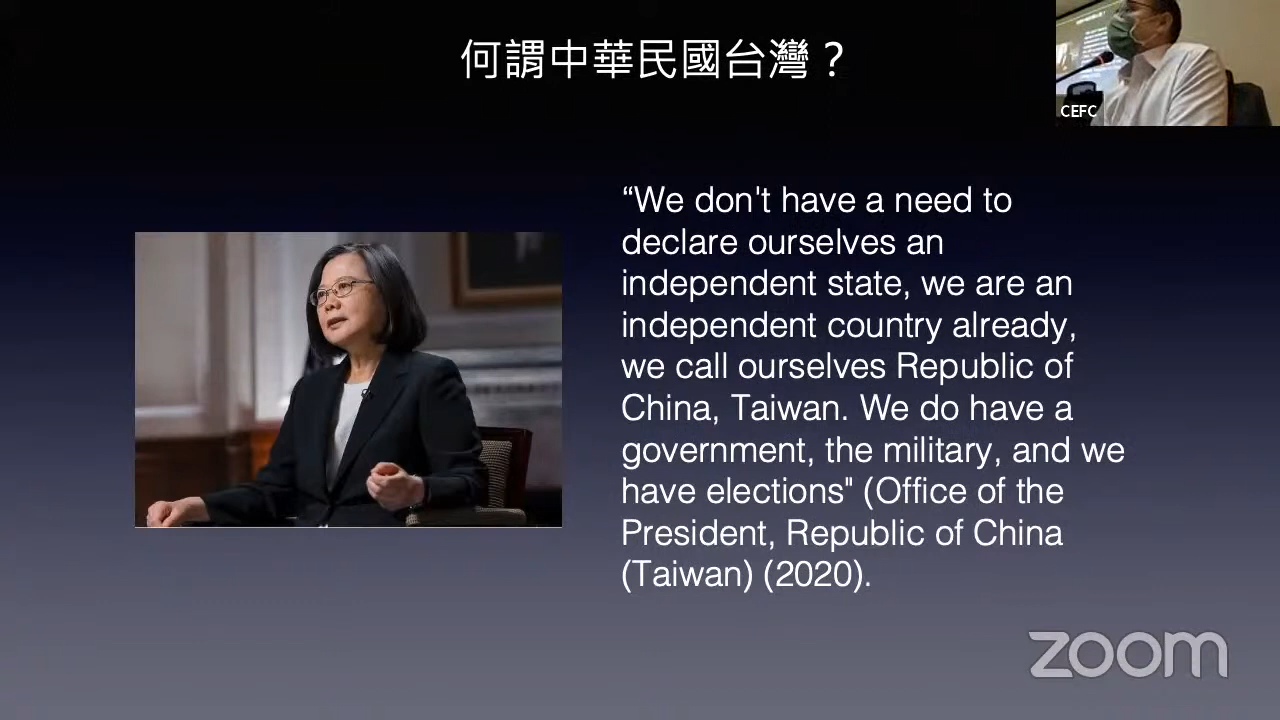 何謂中華民國台灣？
CEFC
“We don't have a need to
declare ourselves an
independent state, we are an
independent country already,
we call ourselves Republic of
China, Taiwan. We do have a
government, the military, and we
have elections" (Office of the
President, Republic of China
(Taiwan) (2020).
zoom